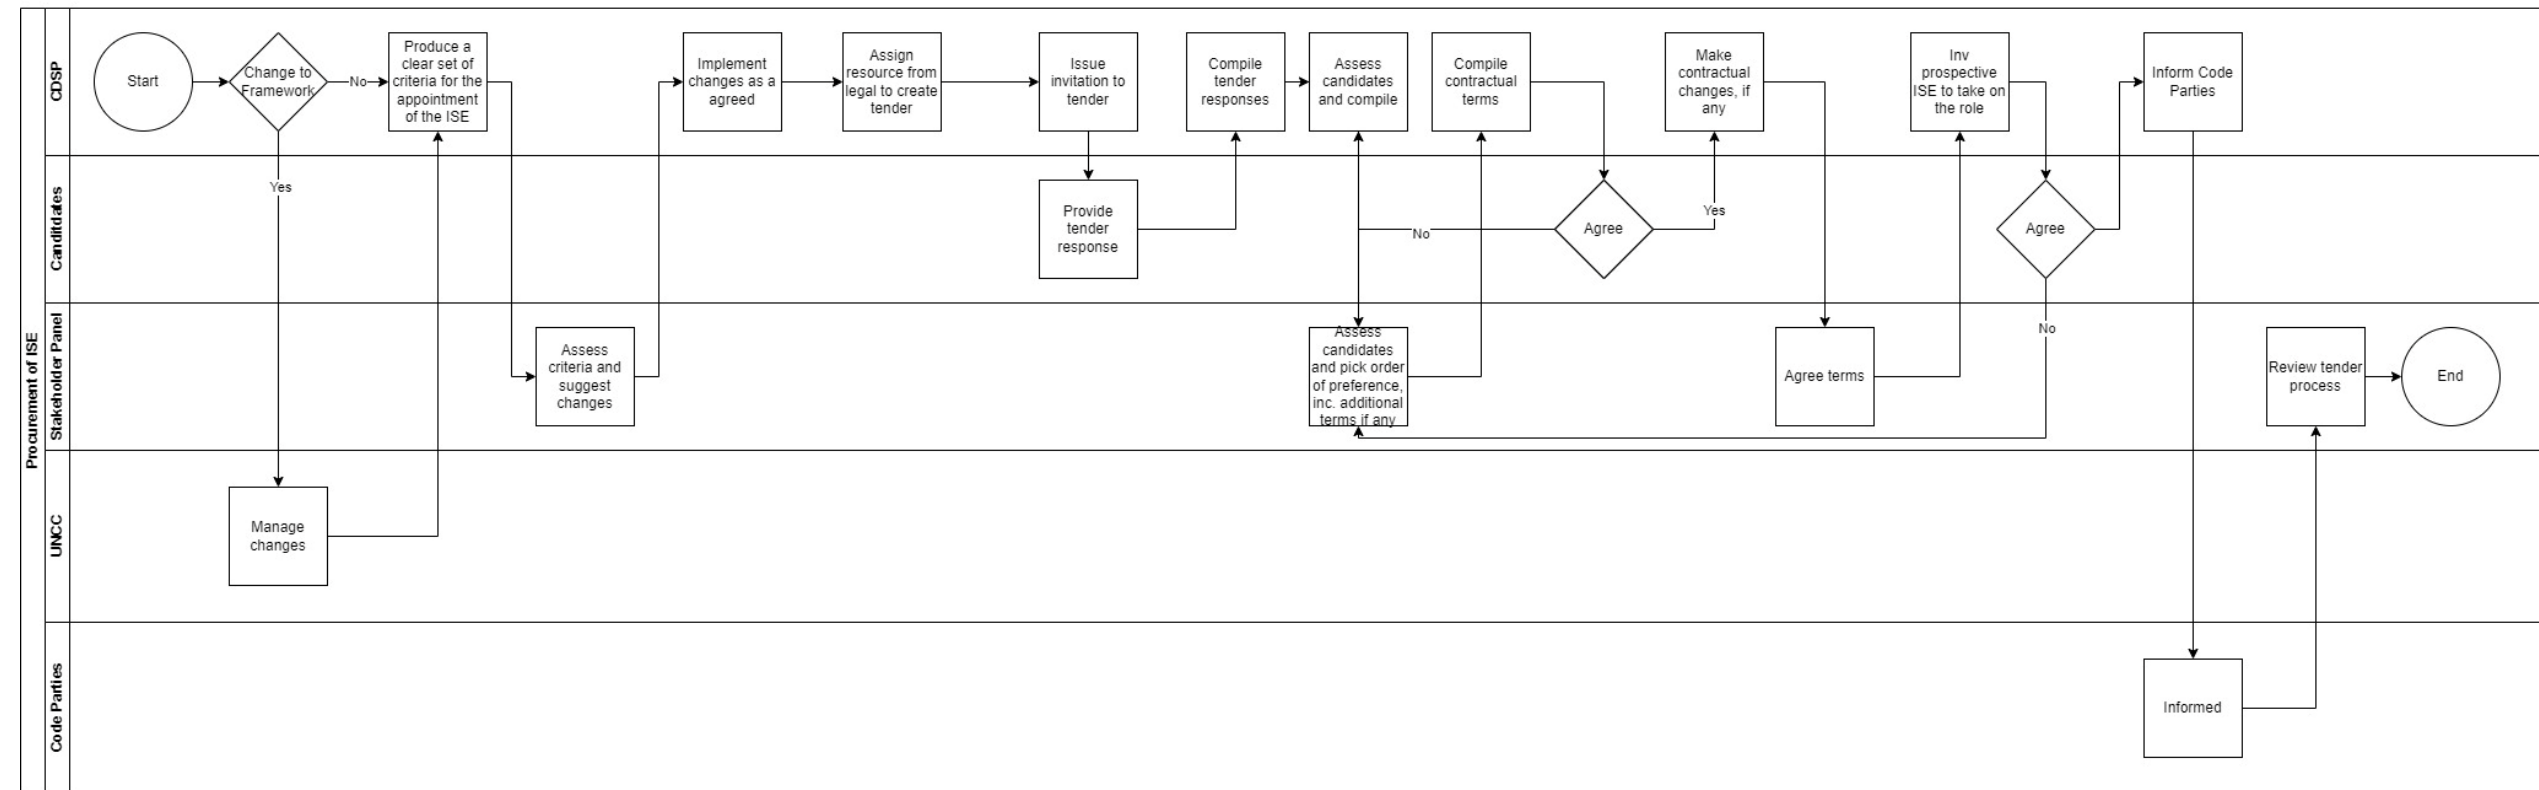 Procurement of ISE
CDSP
Start
Change to
Framework
No
Produce a
clear set of
criteria for the
appointment
of the ISE
Implement
changes as a
agreed
Assign
resource from
legal to create
tender
Issue
invitation to
tender
Compile
tender
responses
Assess
candidates
and compile
Compile
contractual
terms
Make
contractual
changes, if
any
Inv
prospective
ISE to take on
the role
Inform Code
Parties
Canditdates
Yes
Provide
tender
response
No
Agree
Yes
Agree
No
Stakeholder Panel
Assess
criteria and
suggest
changes
Assess
candidates
and pick order
of preference,
inc. additional
terms if any
Agree terms
Review tender
process
End
UNCC
Manage
changes
Code Parties
Informed